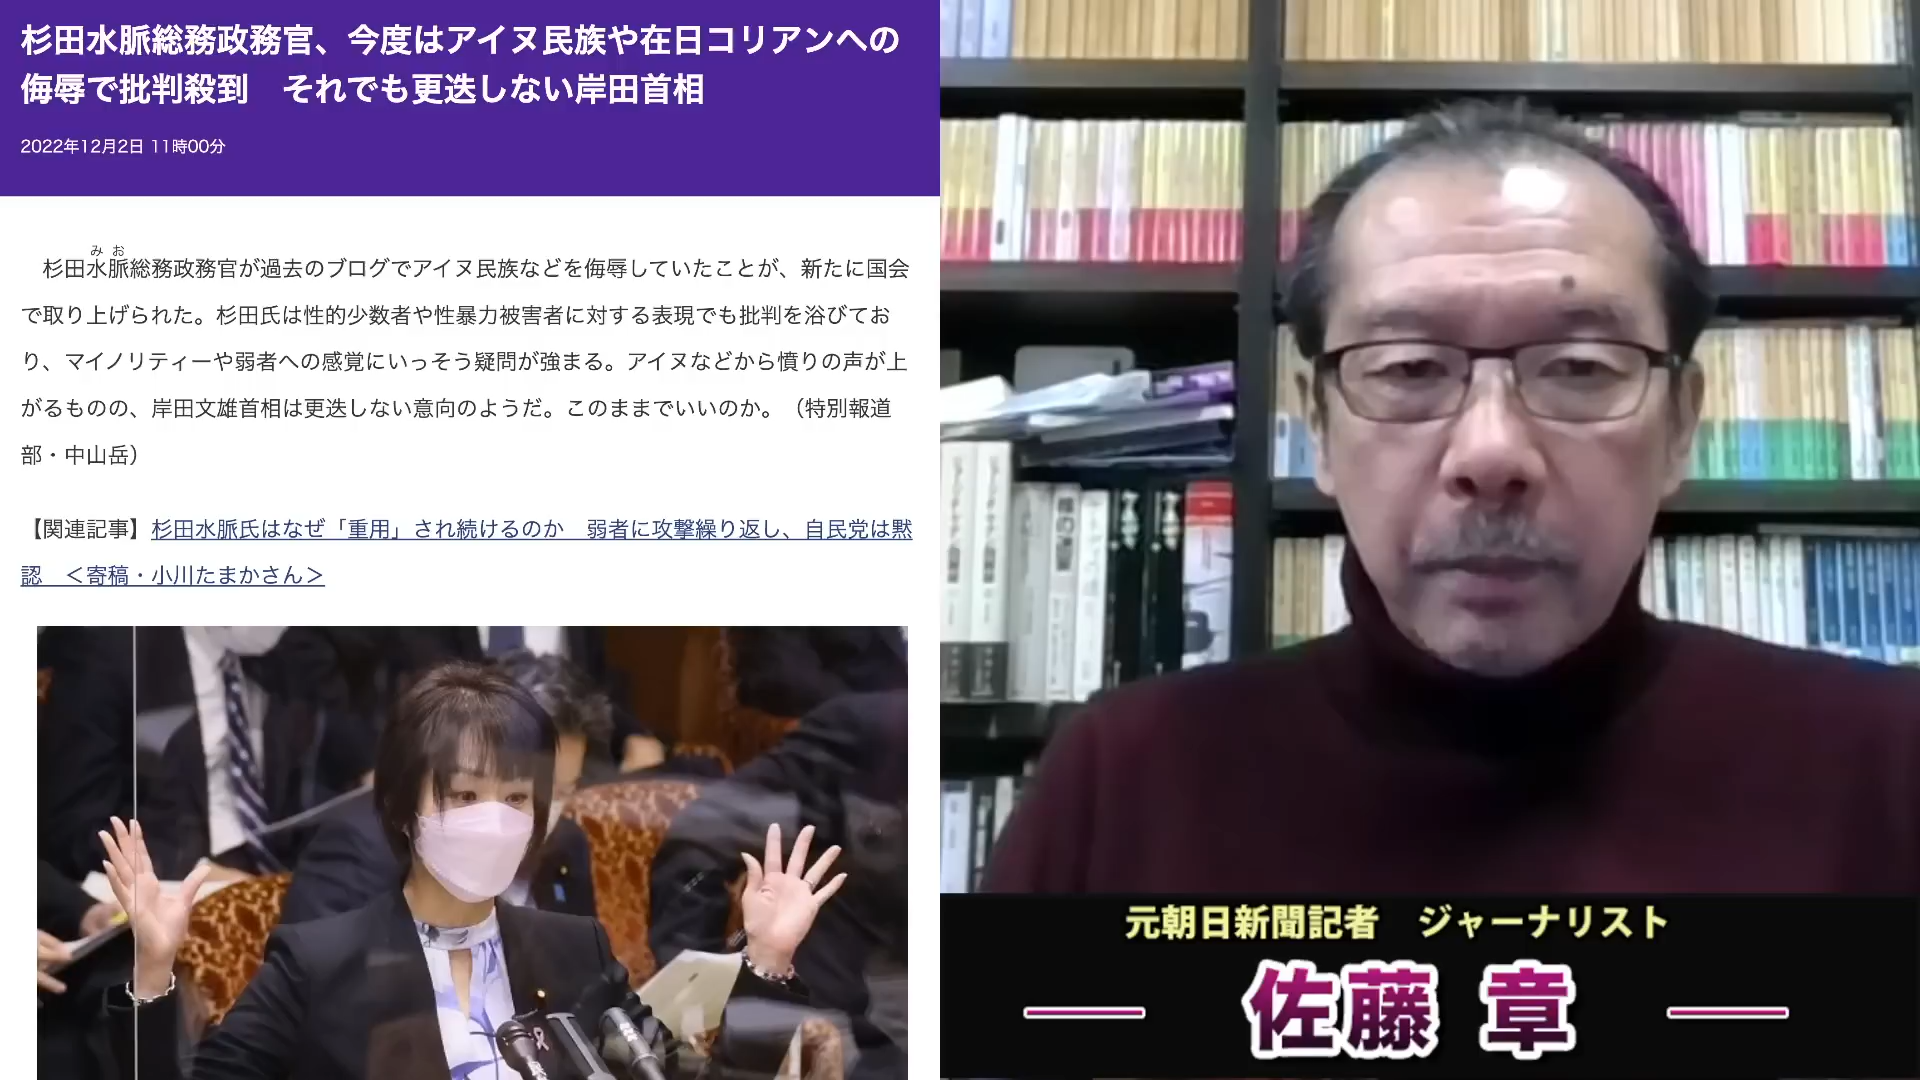 杉田水脈総務政務官、今度はアイヌ民族や在日コリアンへの
侮辱で批判殺到　それでも更迭しない岸田首相
2022年12月2日 11時00分
みお
杉田水脈総務政務官が過去のブログでアイヌ民族などを侮辱していたことが、新たに国会
で取り上げられた。杉田氏は性的少数者や性暴力被害者に対する表現でも批判を浴びてお
り、マイノリティーや弱者への感覚にいっそう疑問が強まる。アイヌなどから憤りの声が上
がるものの、岸田文雄首相は更迭しない意向のようだ。このままでいいのか。（特別報道
部・中山岳）
【関連記事】杉田水脈氏はなぜ「重用」され続けるのか　弱者に攻撃繰り返し、自民党は黙
認　＜寄稿・小川たまかさん＞
元朝日新聞記者　ジャーナリスト
佐藤 章